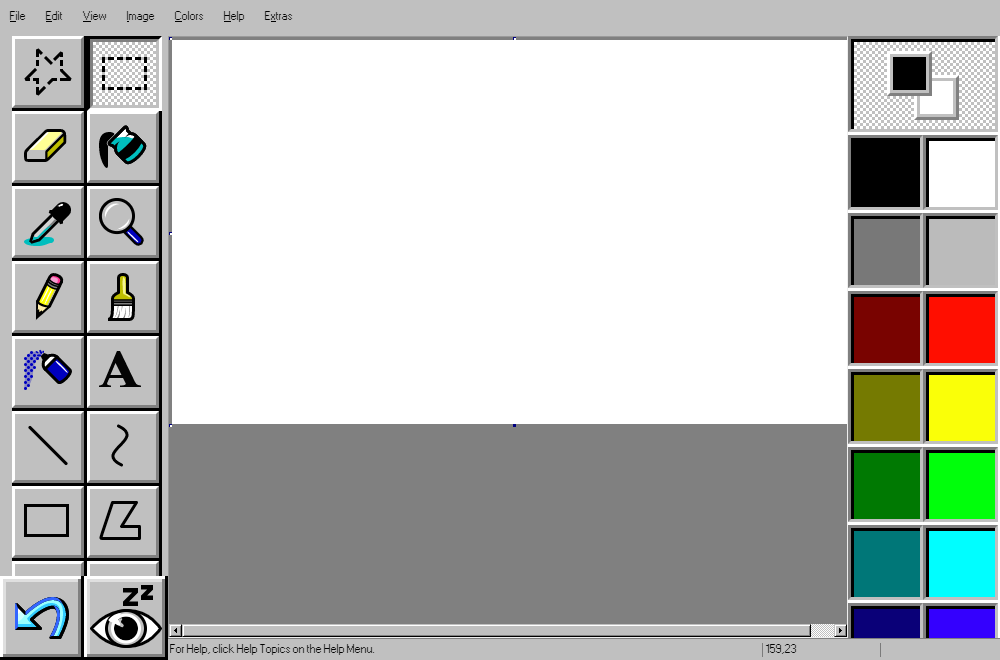 File Edit View Image Colors Help Extras
A
zz
For Help, click Help Topics on the Help Menu.
159,23